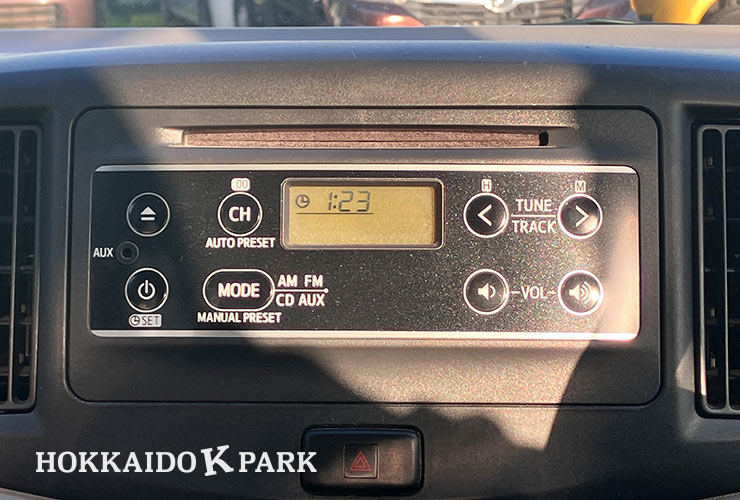 :00
H
M
CH
1:23
TUNE
TRACK
AUTO PRESET
AUX
MODE
AM FM
CD AUX
VOL
SET
MANUAL PRESET
HOKKAIDO K PARK